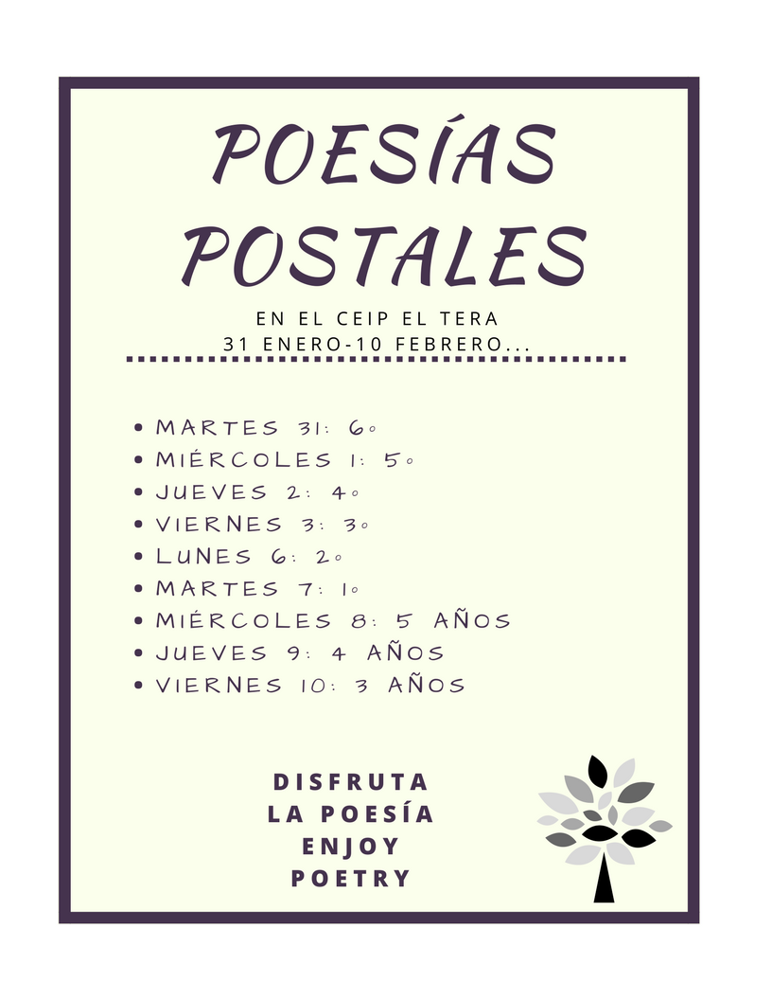 POESÍAS
POSTALES
EN EL CEIP EL TERA
31 ENERO-10 FEBRERO...
• MARTES 31: 6º
• MIÉRCOLES 1: 5º
• JUEVES 2: 4º
• VIERNES 3: 3º
• LUNES 6: 2º
• MARTES 7: 1º
• MIÉRCOLES 8: 5 AÑOS
• JUEVES 9: 4 AÑOS
• VIERNES 10: 3 AÑOS
DISFRUTA
LA POESÍA
ENJOY
POETRY